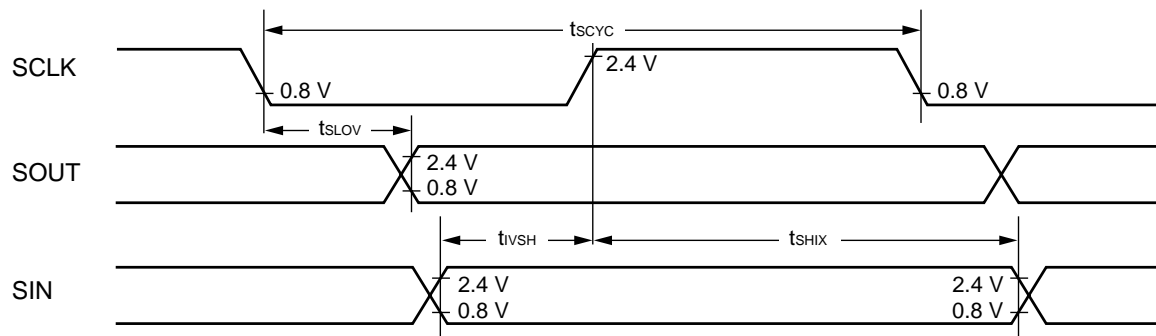 tSCYC
SCLK
2.4 V
0.8 V
0.8 V
tSLOV
SOUT
2.4 V
0.8 V
tIVSH
tSHIX
SIN
2.4 V
2.4 V
0.8 V
0.8 V